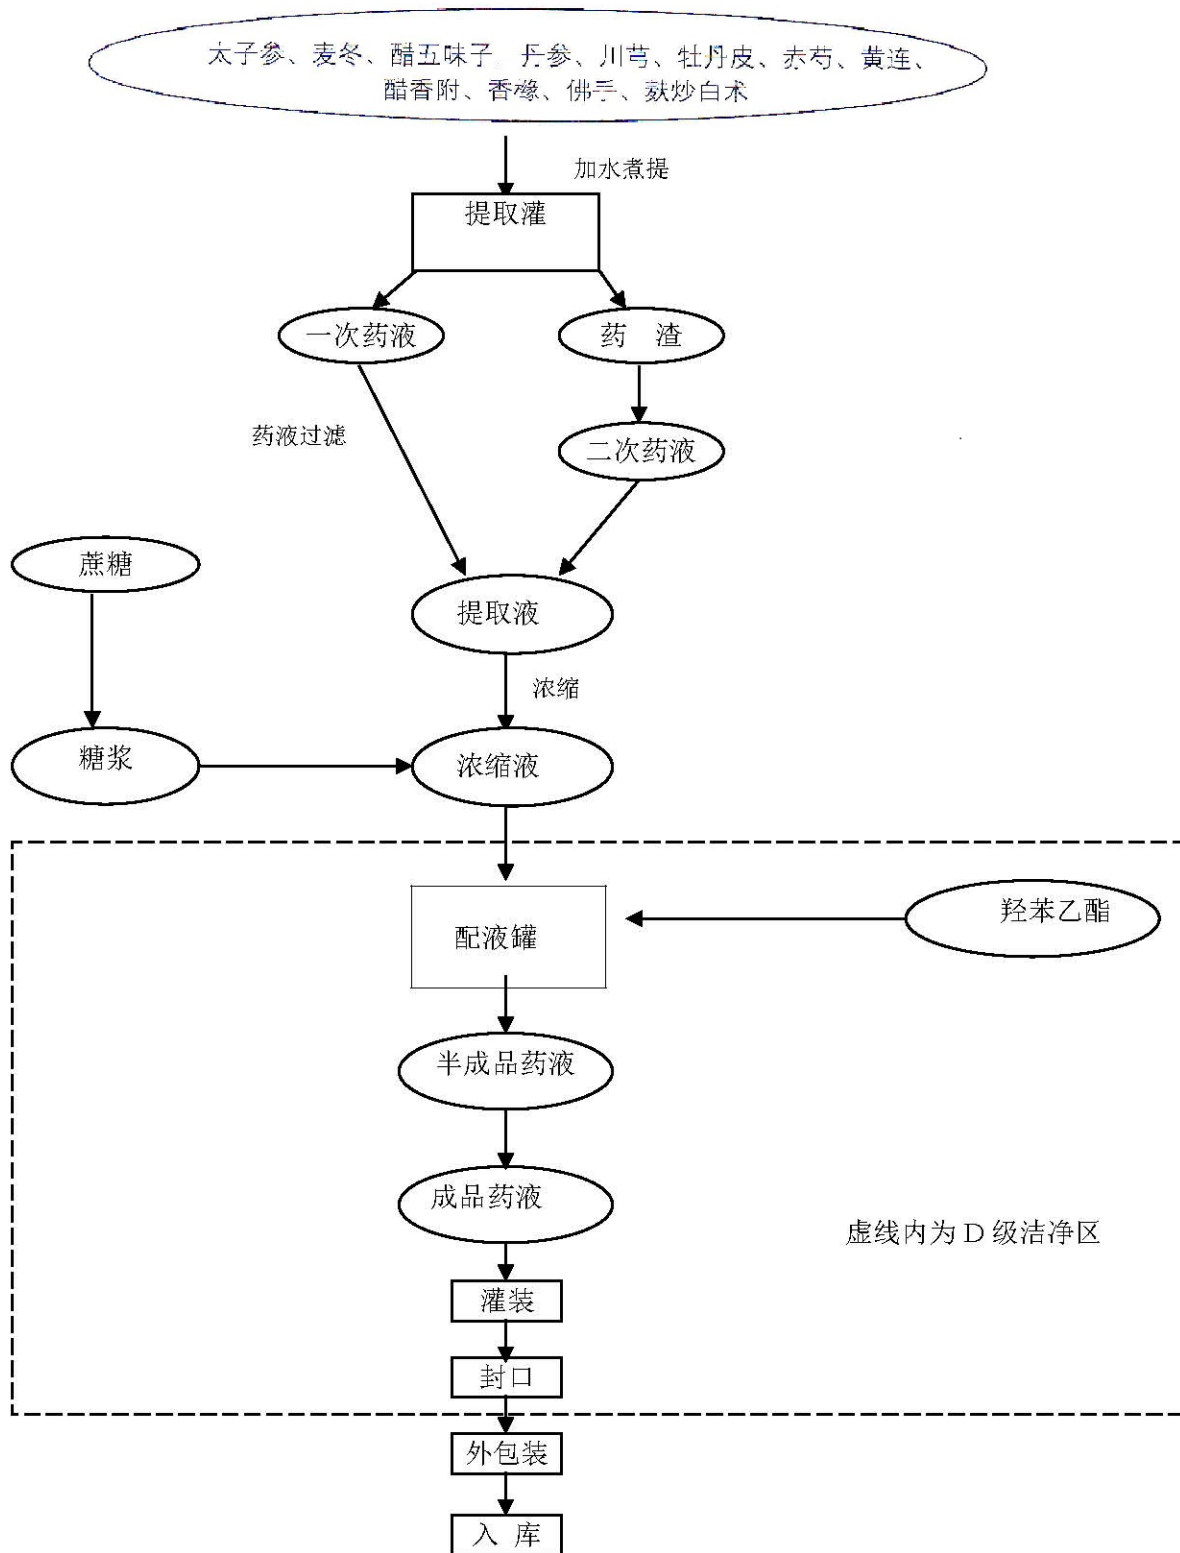 太子参、麦冬、醋五味子、丹参、川芎、牡丹皮、赤芍、黄连、
醋香附、香橼、佛手、麸炒白术
加水煮提
提取灌
一次药液
药 渣
药液过滤
二次药液
蔗糖
提取液
浓缩
糖浆
浓缩液
配液罐
羟苯乙酯
半成品药液
成品药液
虚线内为 D 级洁净区
灌装
封口
外包装
入 库